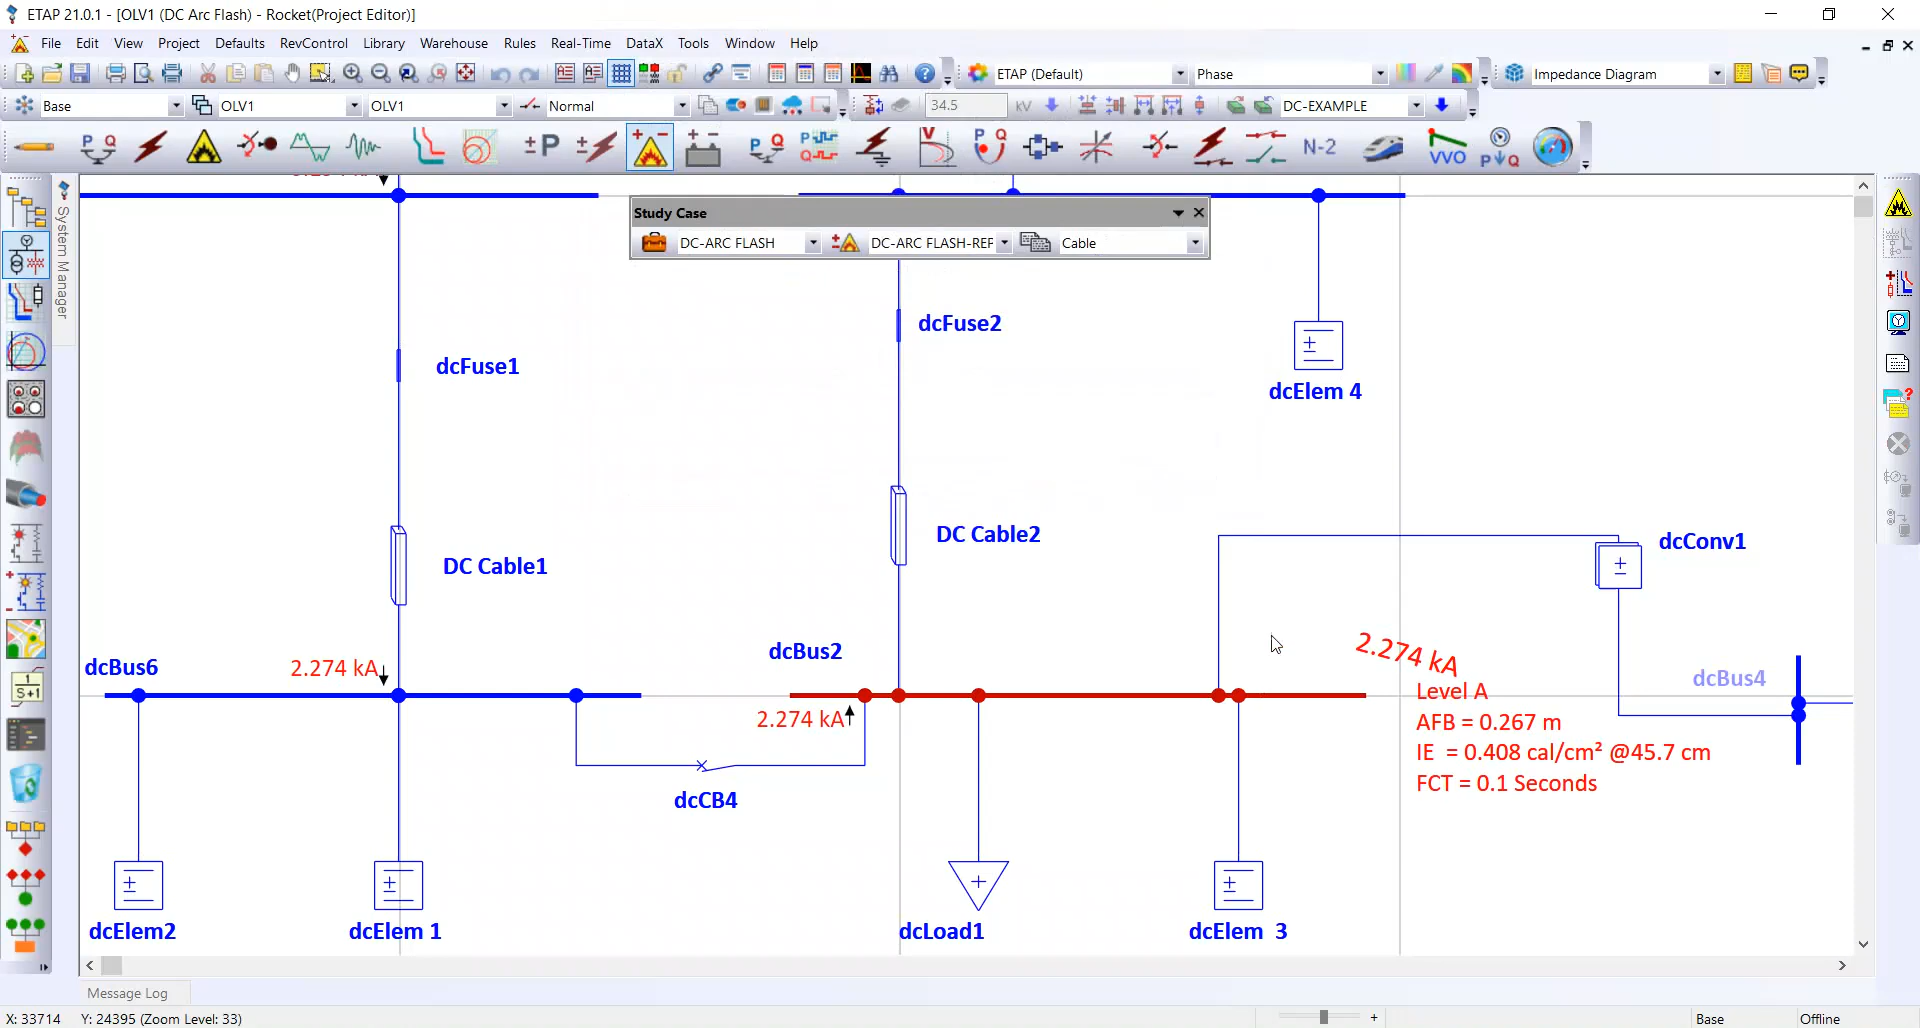 ETAP 21.0.1 - [OLV1 (DC Arc Flash) - Rocket(Project Editor)]
File Edit View Project Defaults RevControl Library Warehouse Rules Real-Time DataX Tools Window Help
ETAP (Default) Phase Impedance Diagram
Base OLV1 OLV1 Normal 34.5 kV DC-EXAMPLE
P Q ±P P Q P Q V P Q N-2 VVO P Q
System Manager
Study Case
DC-ARC FLASH DC-ARC FLASH-REF Cable
dcFuse2
dcFuse1
dcElem 4
DC Cable2
dcConv1
DC Cable1
dcBus2
2.274 kA
dcBus6
2.274 kA
dcBus4
Level A
2.274 kA
AFB = 0.267 m
IE = 0.408 cal/cm² @45.7 cm
FCT = 0.1 Seconds
dcCB4
dcElem2
dcElem 1
dcLoad1
dcElem 3
1
S+1
Message Log
X: 33714 Y: 24395 (Zoom Level: 33)
Base Offline